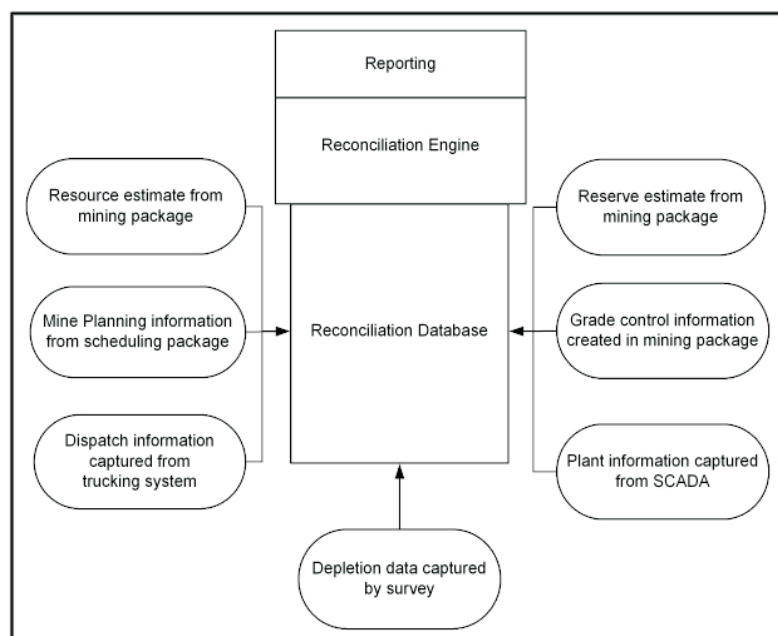 Reporting
Reconciliation Engine
Resource estimate from
mining package
Reserve estimate from
mining package
Mine Planning information
from scheduling package
Reconciliation Database
Grade control information
created in mining package
Dispatch information
captured from
trucking system
Plant information captured
from SCADA
Depletion data captured
by survey